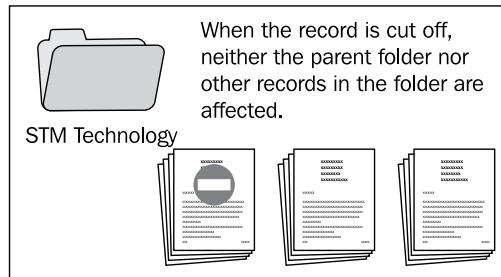 When the record is cut off,
neither the parent folder nor
other records in the folder are
affected.
STM Technology